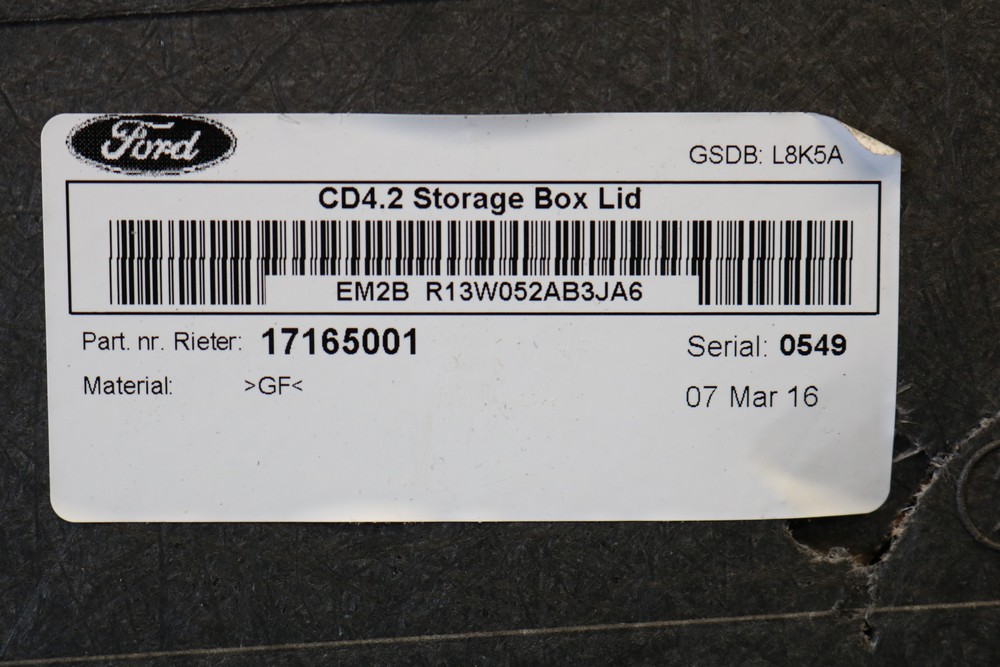 Ford
GSDB: L8K5A
CD4.2 Storage Box Lid
EM2B R13W052AB3JA6
Part. nr. Rieter: 17165001
Serial: 0549
Material: >GF<
07 Mar 16